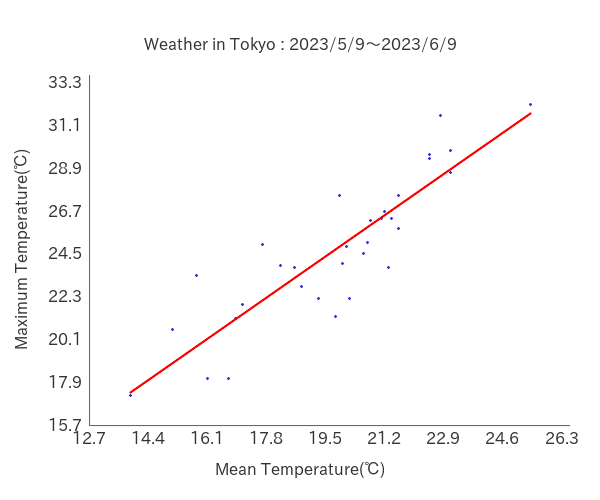 Weather in Tokyo : 2023/5/9～2023/6/9
33.3
31.1
28.9
26.7
24.5
22.3
20.1
17.9
15.7
Maximum Temperature(℃)
12.7 14.4 16.1 17.8 19.5 21.2 22.9 24.6 26.3
Mean Temperature(℃)